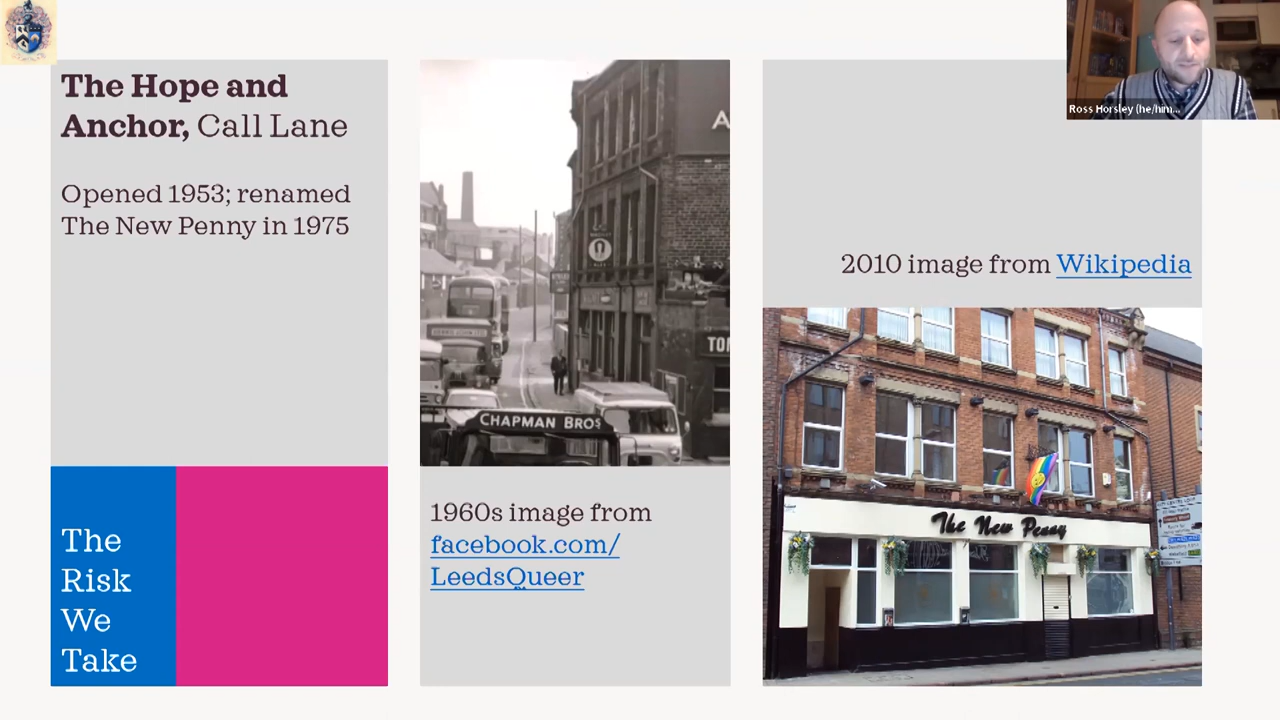 The Hope and
Anchor, Call Lane
Opened 1953; renamed
The New Penny in 1975
The
Risk
We
Take
CHAPMAN BROS
1960s image from
facebook.com/
LeedsQueer
2010 image from Wikipedia
The New Penny
Ross Horsley (he/him...